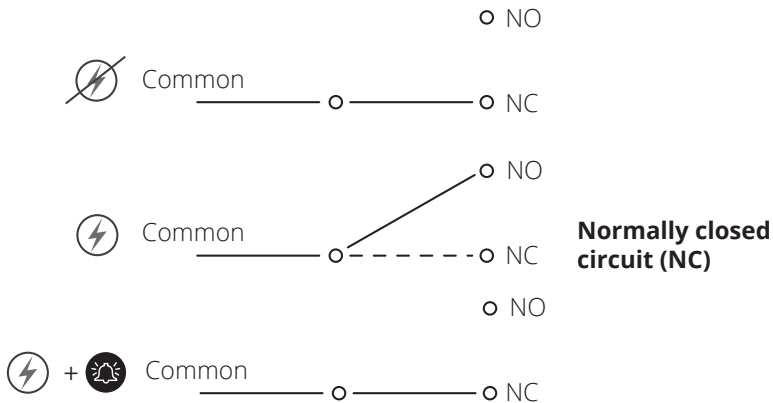 NO
Common
NC
NO
Common
NC
Normally closed
circuit (NC)
NO
+
Common
NC